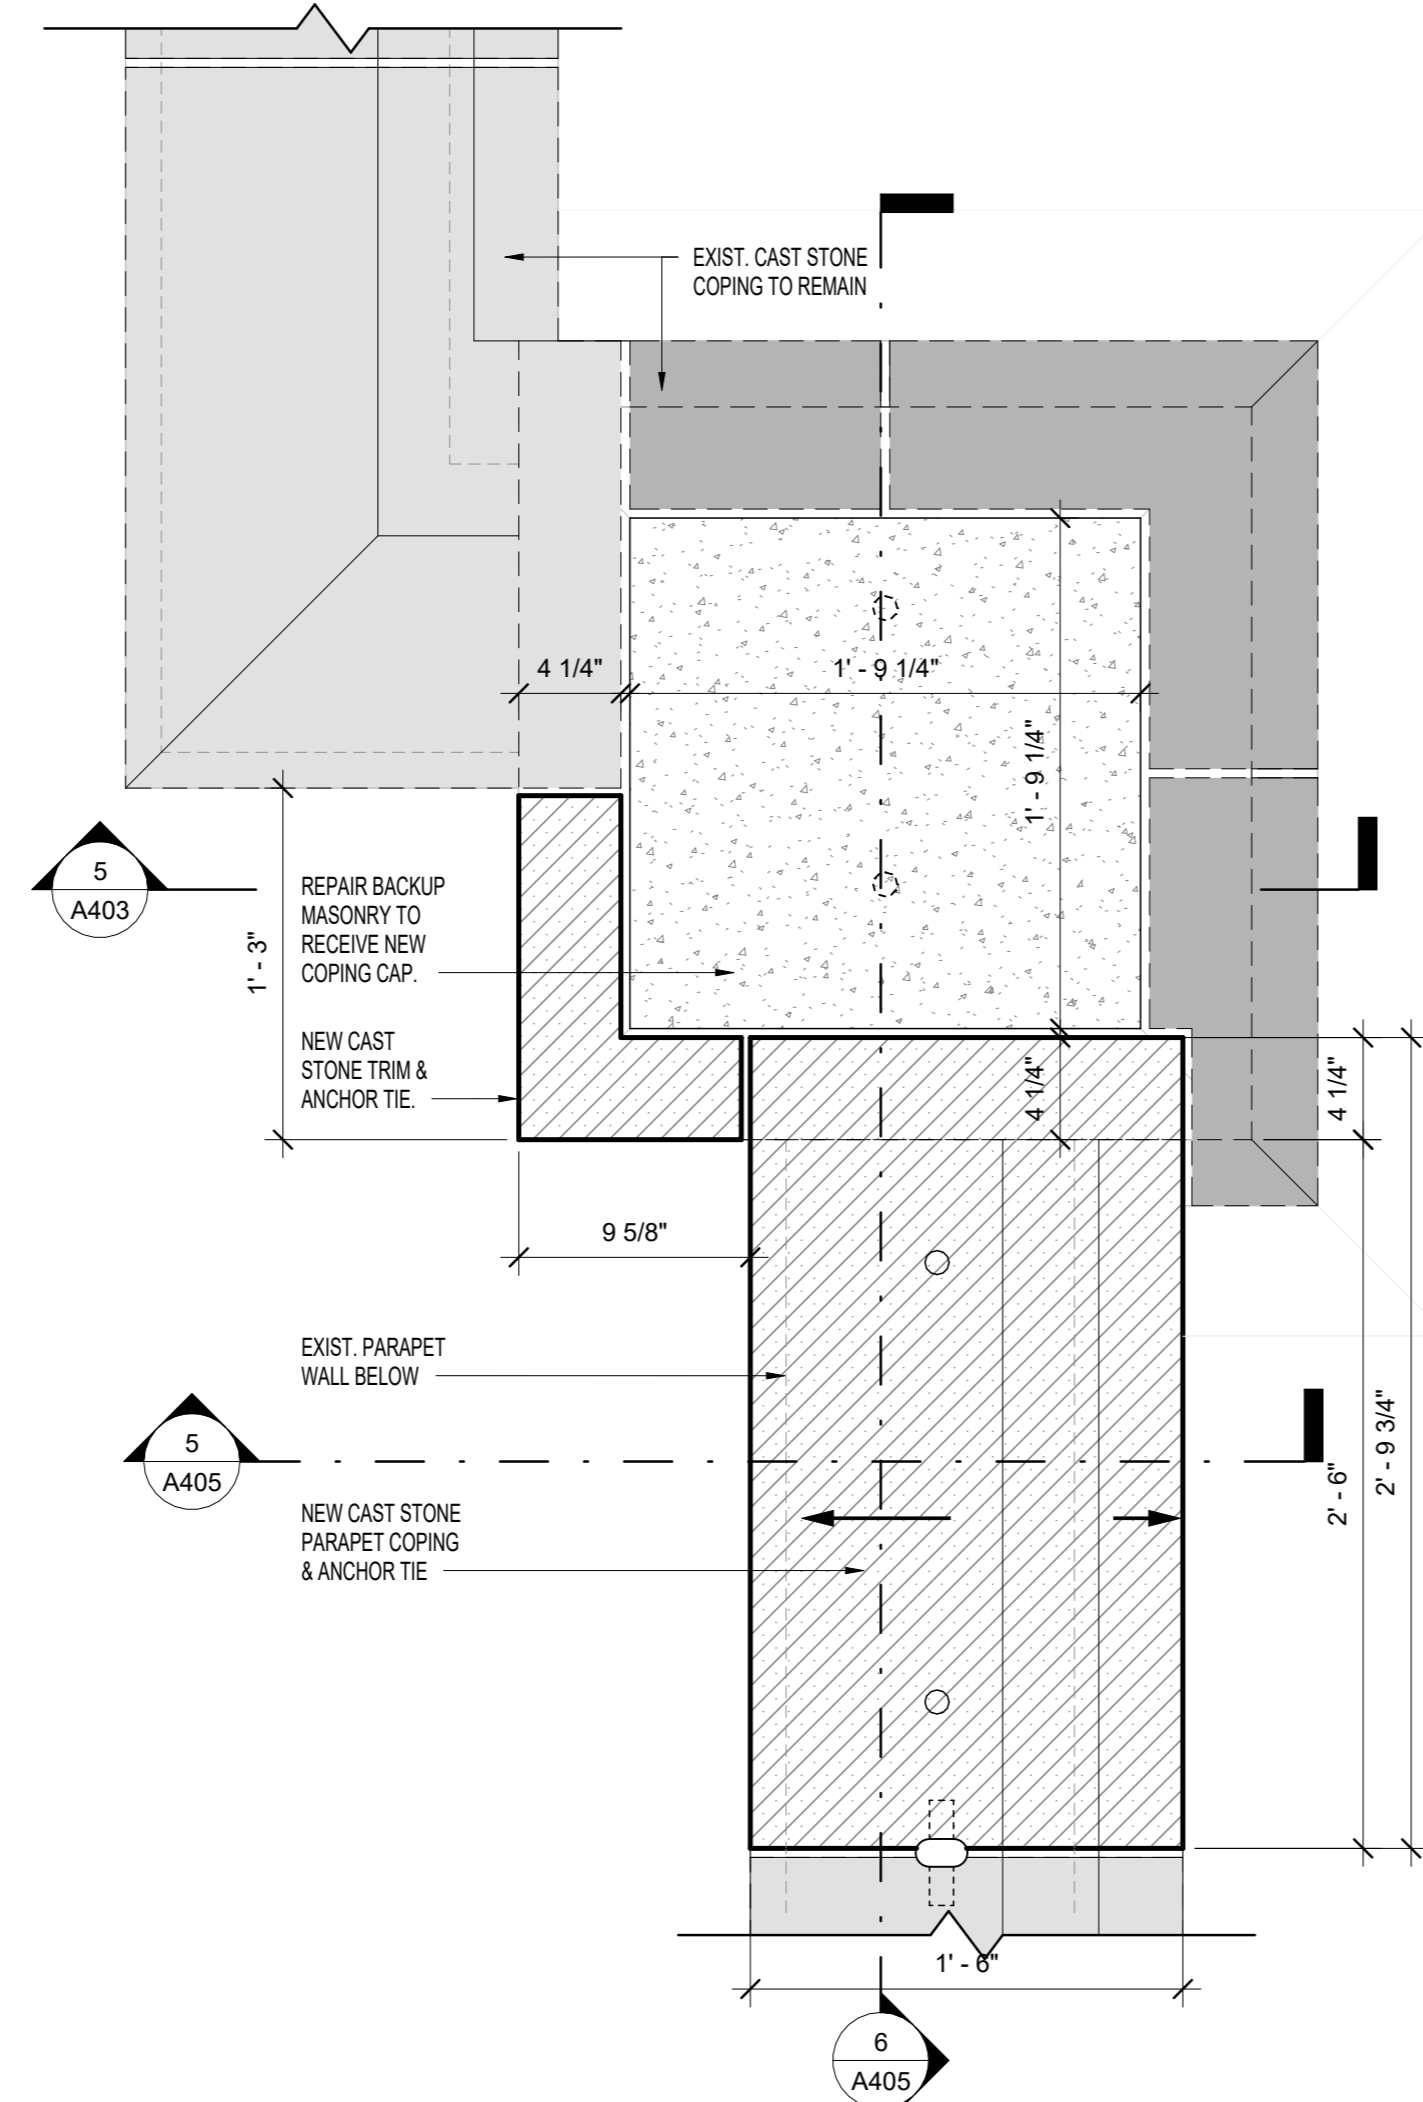 EXIST. CAST STONE
COPING TO REMAIN
4 1/4"
1' - 9 1/4"
1' - 9 1/4"
5
A403
REPAIR BACKUP
MASONRY TO
RECEIVE NEW
COPING CAP.
1' - 3"
NEW CAST
STONE TRIM &
ANCHOR TIE.
4 1/4"
4 1/4"
9 5/8"
EXIST. PARAPET
WALL BELOW
5
A405
2' - 6"
2' - 9 3/4"
NEW CAST STONE
PARAPET COPING
& ANCHOR TIE
1' - 6"
6
A405